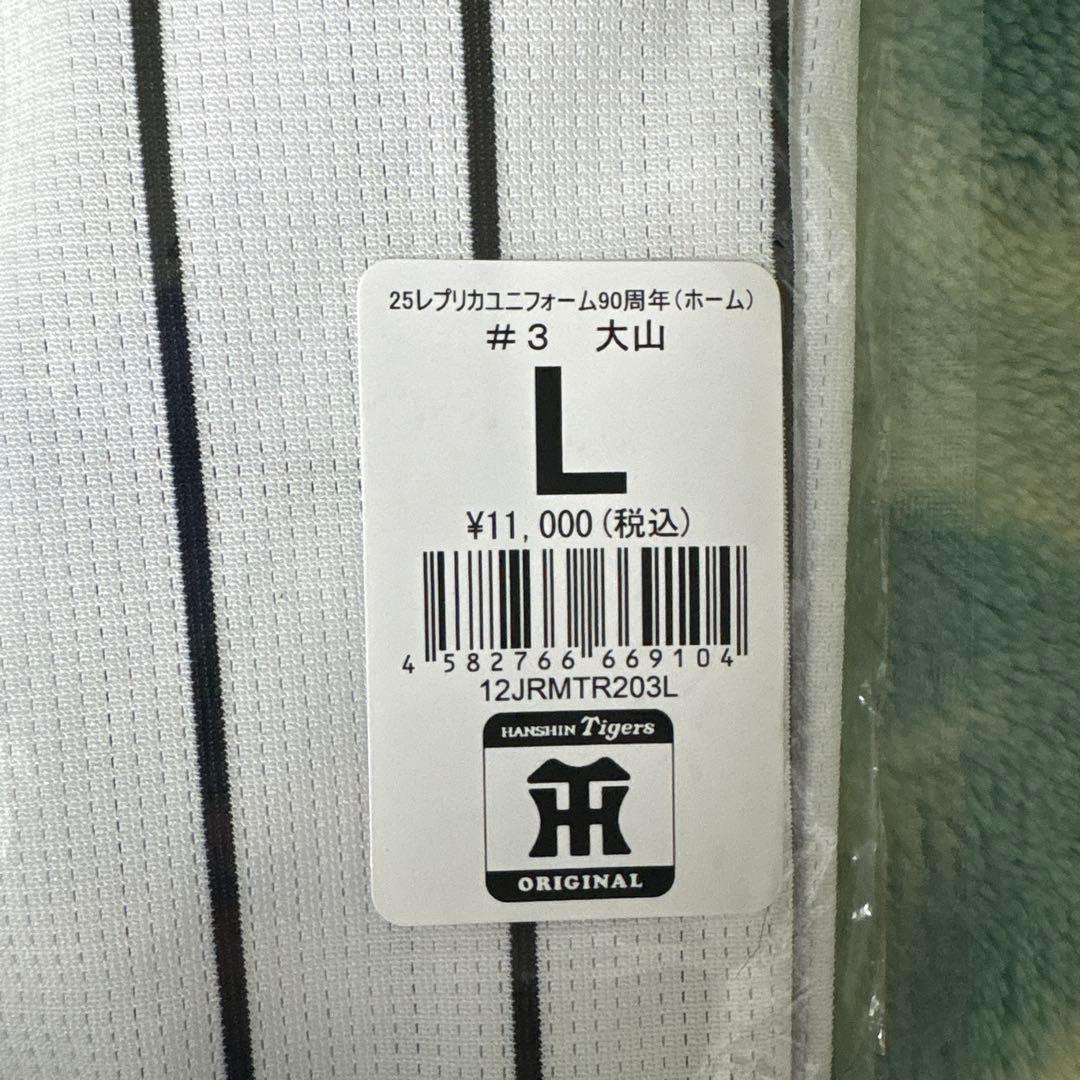 25レプリカユニフォーム90周年(ホーム)
#3 大山
L
¥11,000(税込)
4 582766 669104
12JRMTR203L
HANSHIN Tigers
TH
ORIGINAL